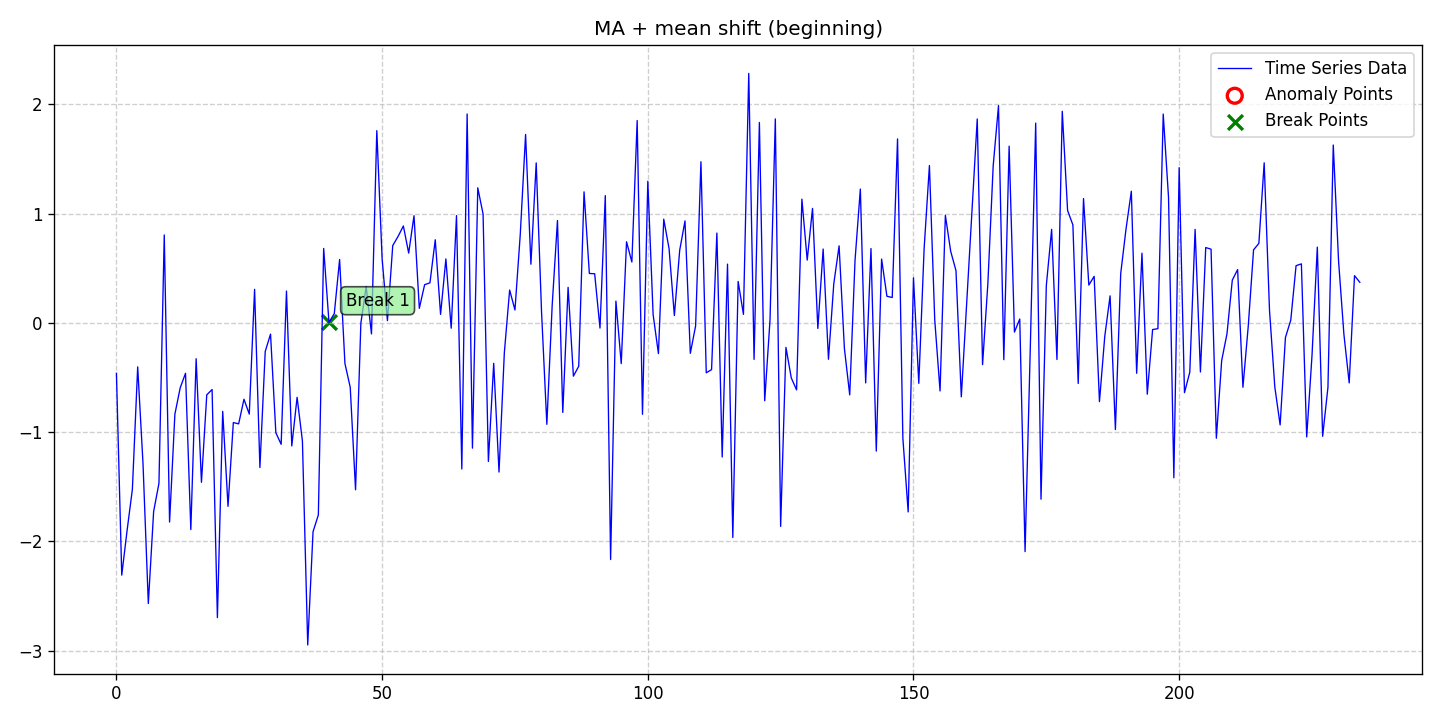 MA + mean shift (beginning)
Time Series Data
Anomaly Points
Break Points
Break 1
2
1
0
−1
−2
−3
0
50
100
150
200